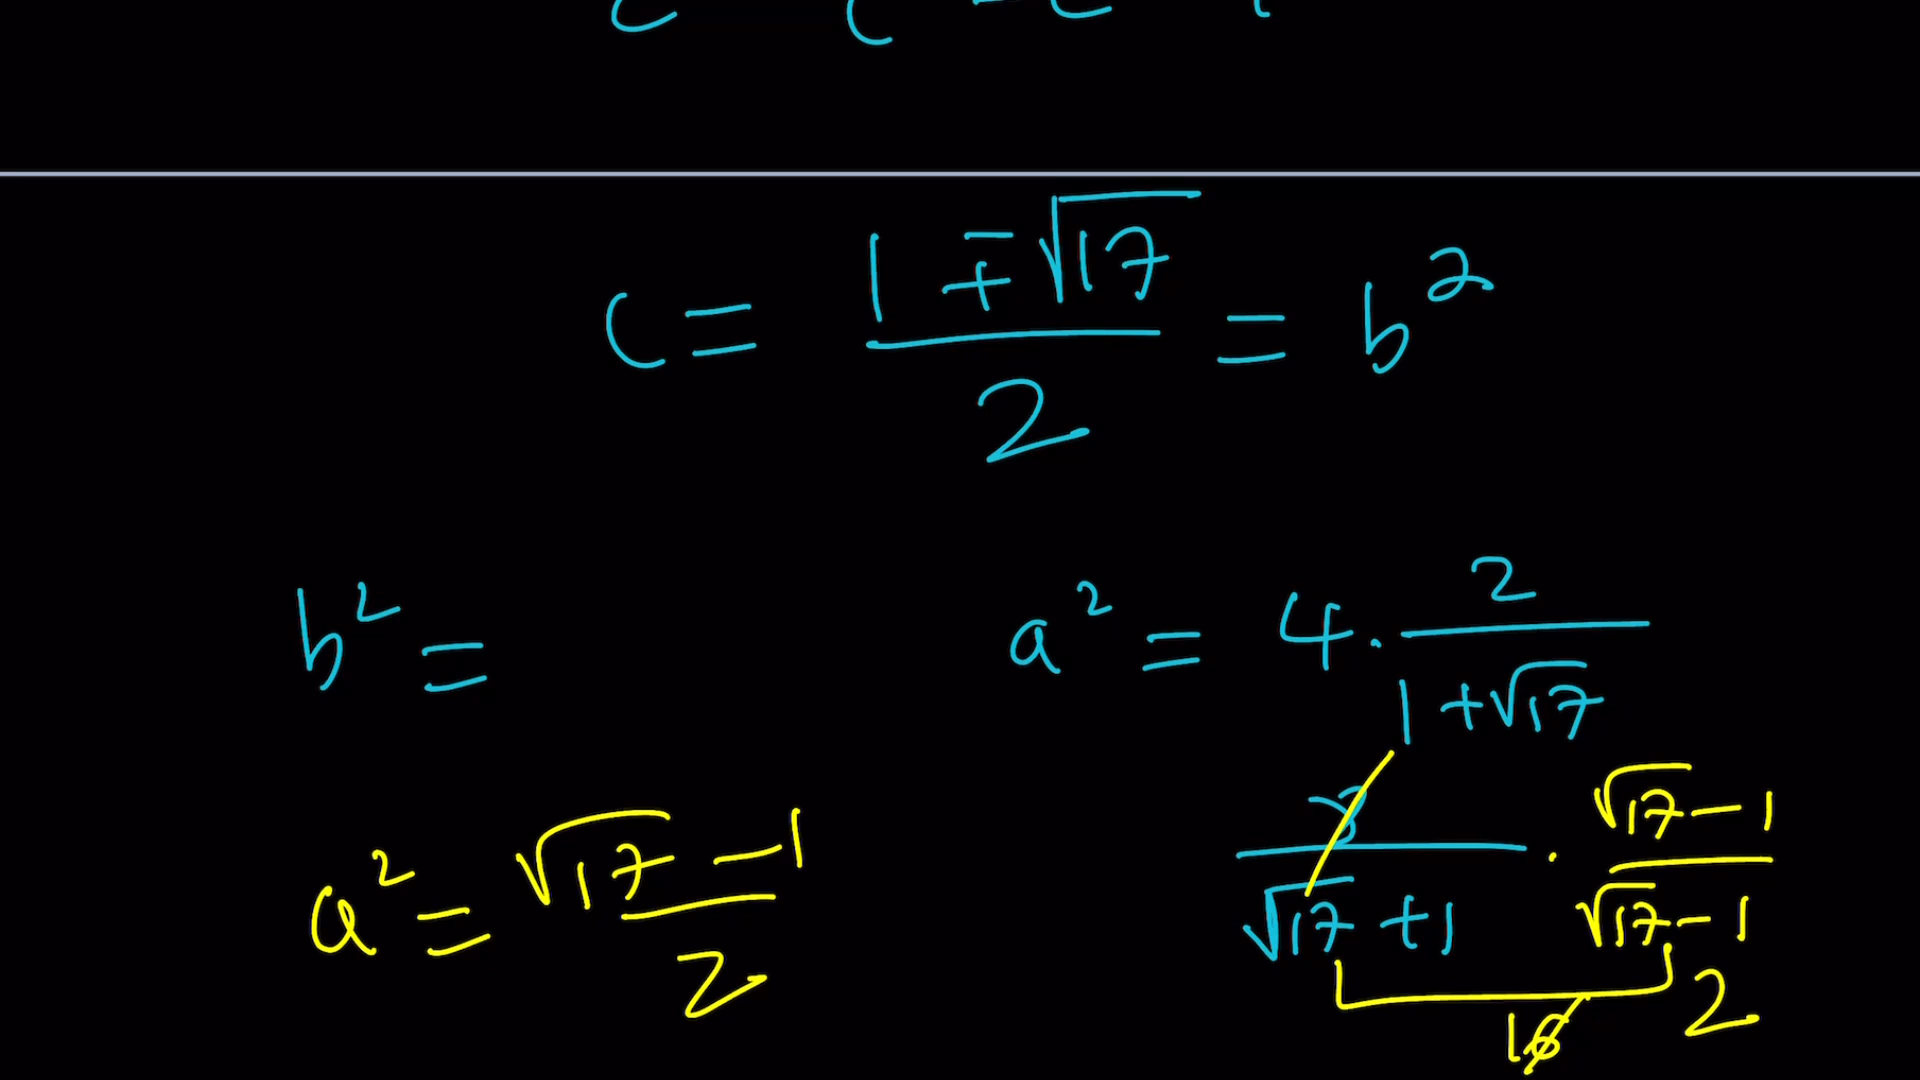 c = 1 ∓ √17 / 2 = b²
b² =
a² = 4 · 2 / 1 + √17
a² = √17 − 1 / 2
8 / √17 + 1 · √17 − 1 / √17 − 1
16 2